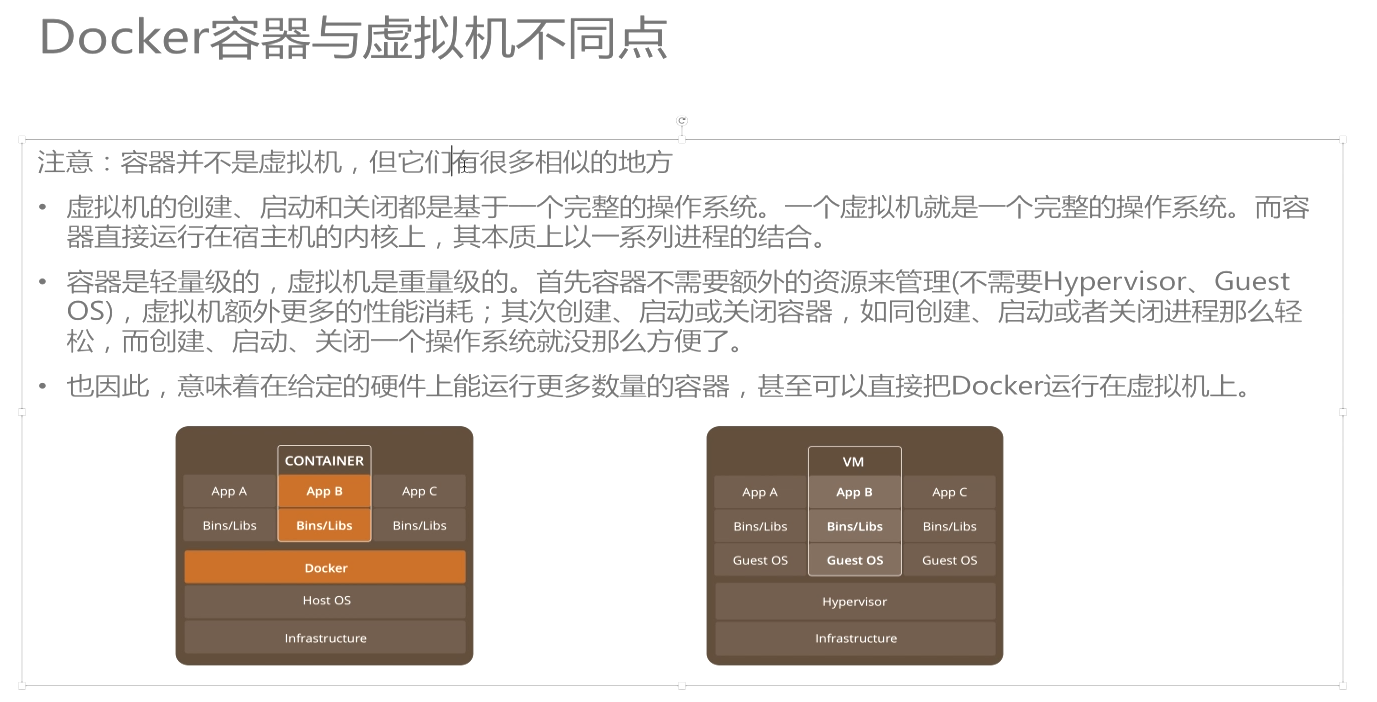 Docker容器与虚拟机不同点
注意：容器并不是虚拟机，但它们有很多相似的地方
• 虚拟机的创建、启动和关闭都是基于一个完整的操作系统。一个虚拟机就是一个完整的操作系统。而容
器直接运行在宿主机的内核上，其本质上以一系列进程的结合。
• 容器是轻量级的，虚拟机是重量级的。首先容器不需要额外的资源来管理(不需要Hypervisor、Guest
OS)，虚拟机额外更多的性能消耗；其次创建、启动或关闭容器，如同创建、启动或者关闭进程那么轻
松，而创建、启动、关闭一个操作系统就没那么方便了。
• 也因此，意味着在给定的硬件上能运行更多数量的容器，甚至可以直接把Docker运行在虚拟机上。
CONTAINER
App A App B App C
Bins/Libs Bins/Libs Bins/Libs
Docker
Host OS
Infrastructure
VM
App A App B App C
Bins/Libs Bins/Libs Bins/Libs
Guest OS Guest OS Guest OS
Hypervisor
Infrastructure